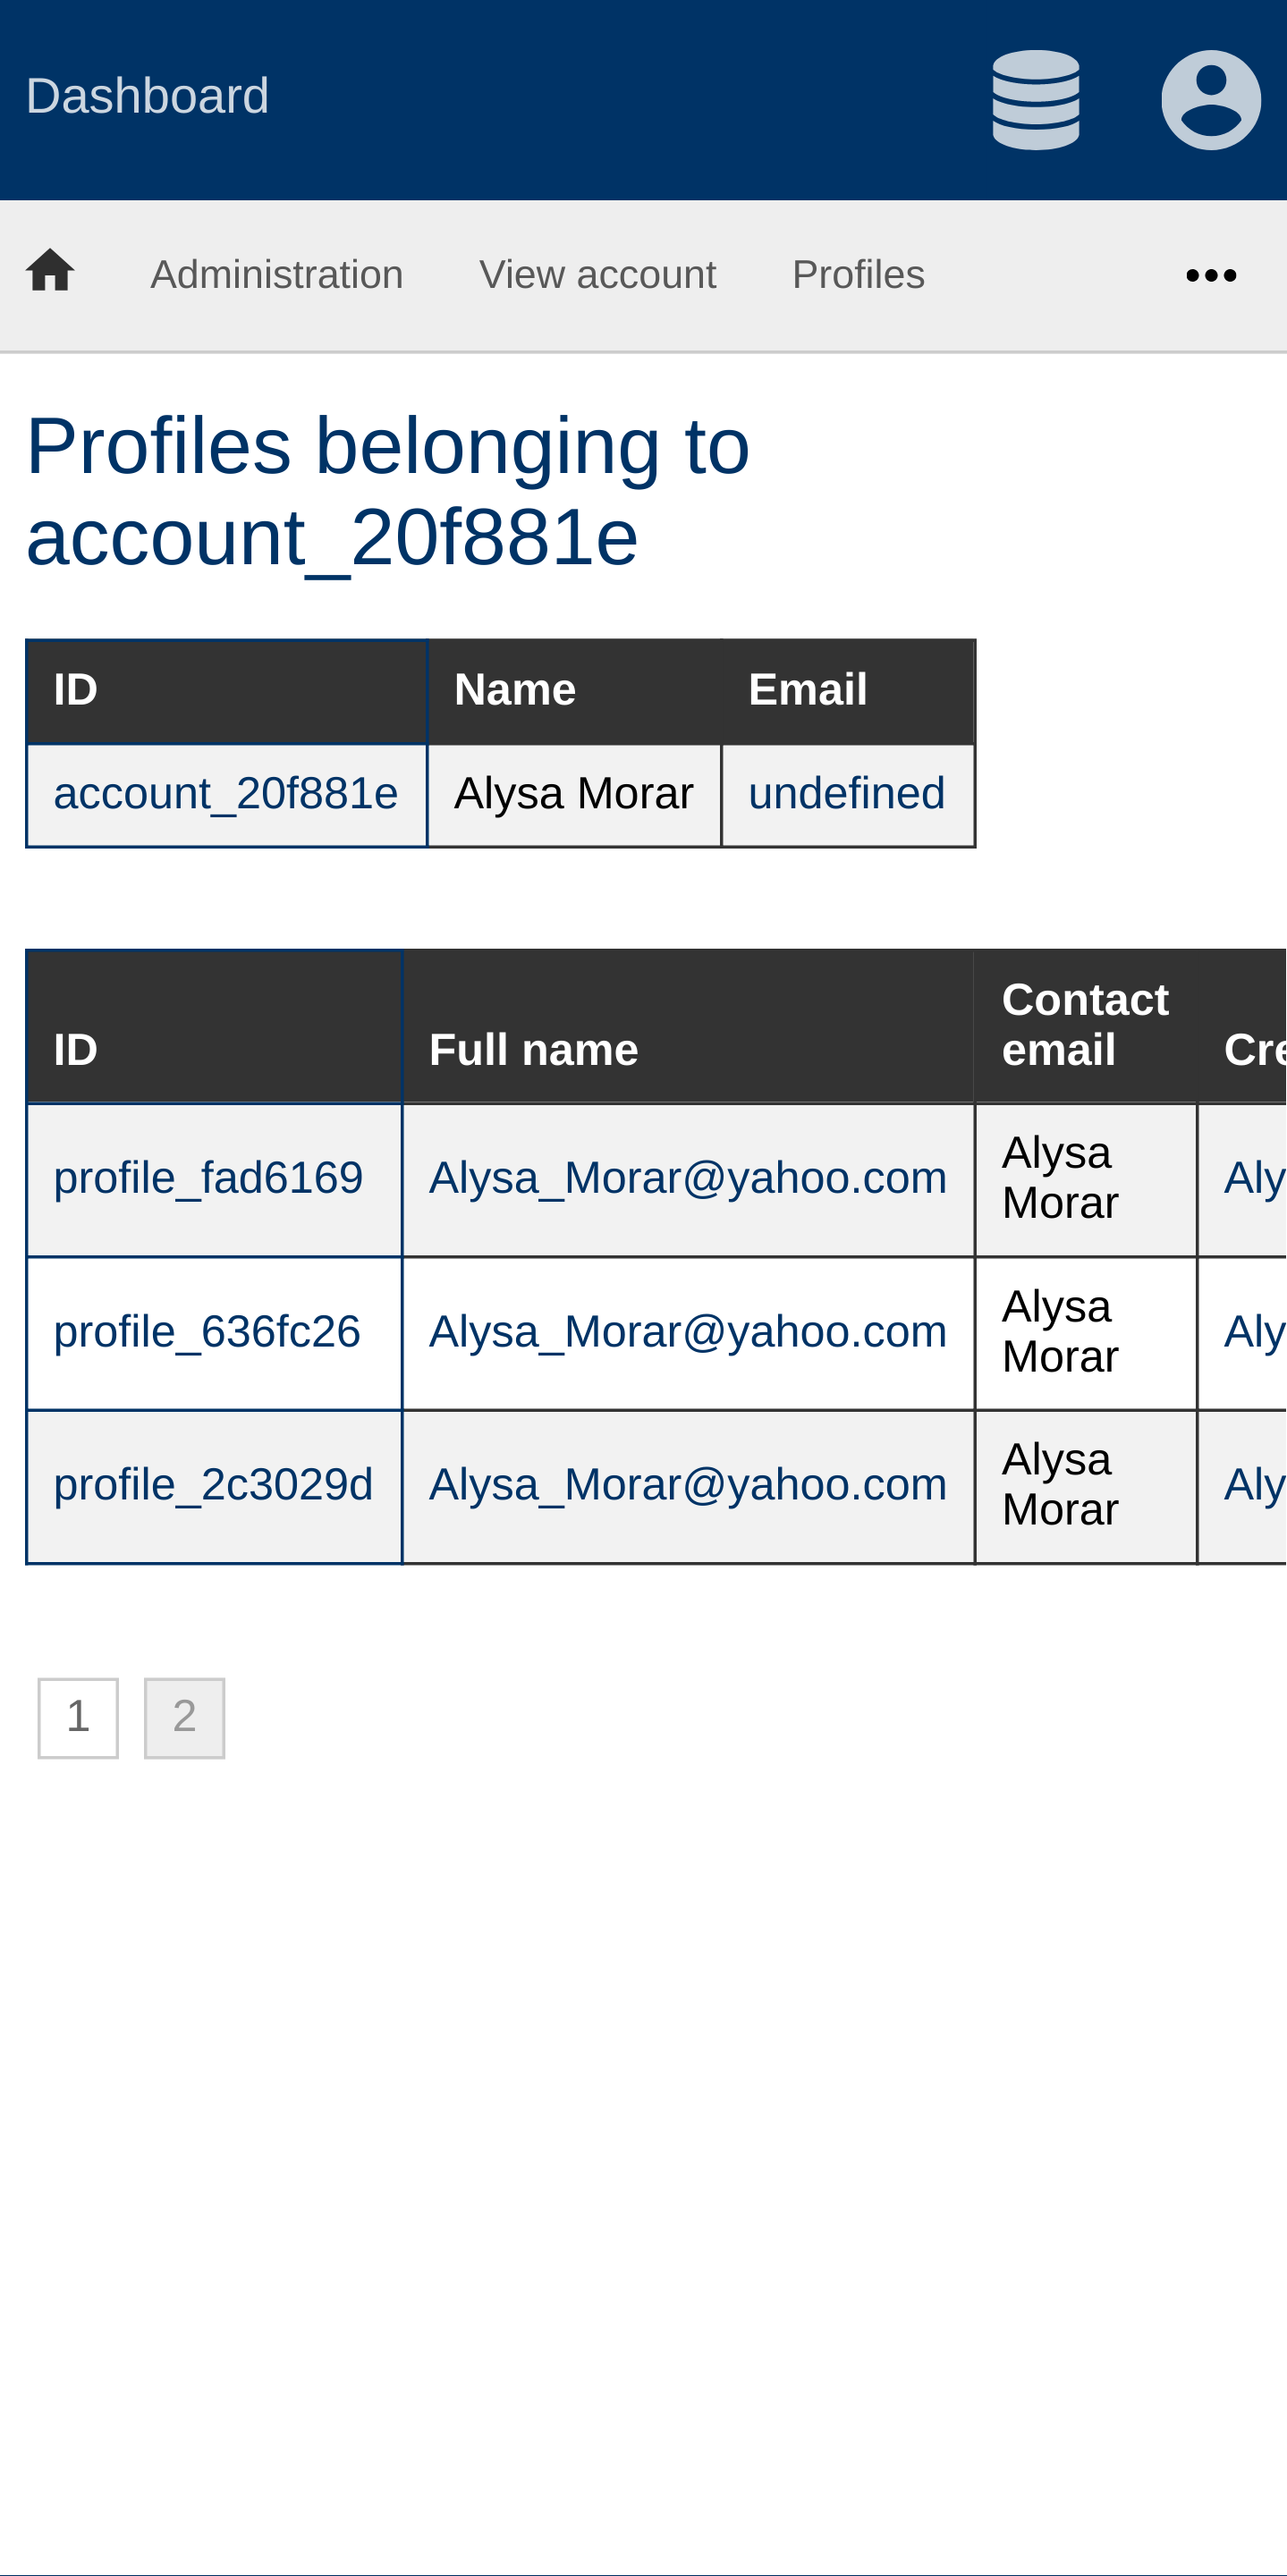 Dashboard
Administration View account Profiles
Profiles belonging to
account_20f881e
ID Name Email
account_20f881e Alysa Morar undefined
Contact
ID Full name email Cre
Alysa
profile_fad6169 Alysa_Morar@yahoo.com Aly
Morar
Alysa
profile_636fc26 Alysa_Morar@yahoo.com Aly
Morar
Alysa
profile_2c3029d Alysa_Morar@yahoo.com Aly
Morar
1 2